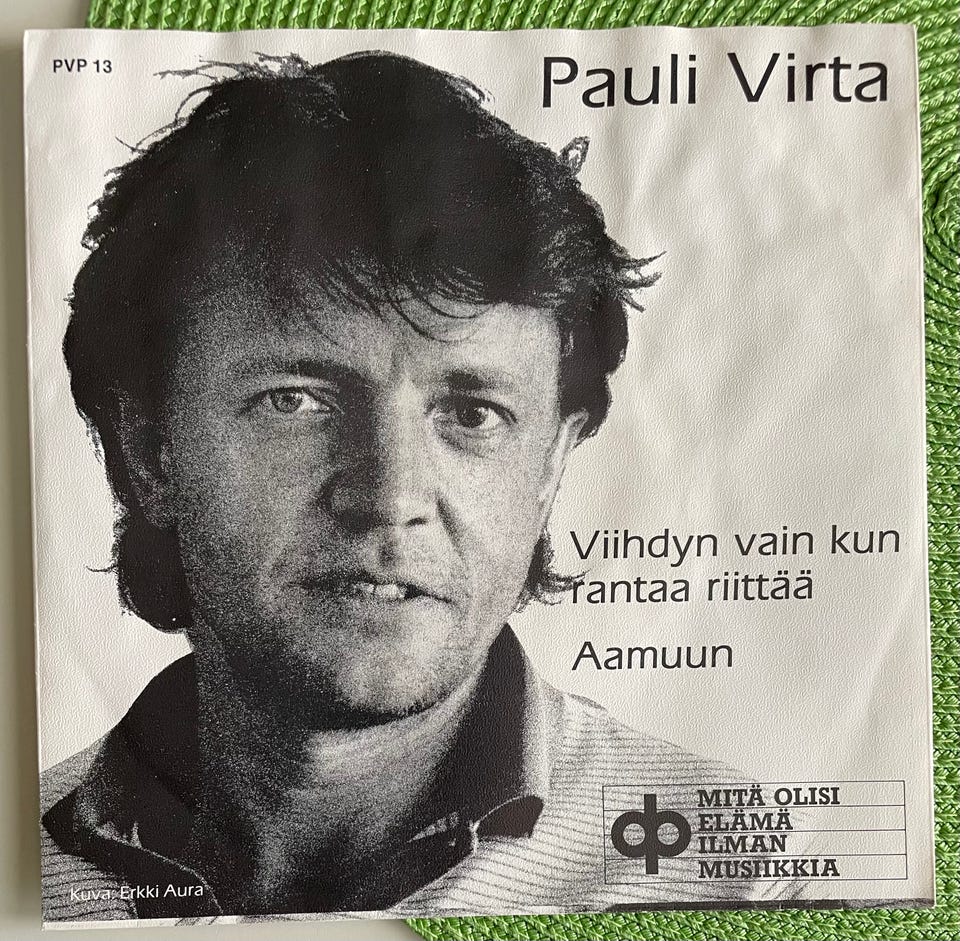 PVP 13
Pauli Virta
Viihdyn vain kun
rantaa riittää
Aamuun
MITÄ OLISI
ELÄMÄ
ILMAN
MUSIIKKIA
Kuva: Erkki Aura